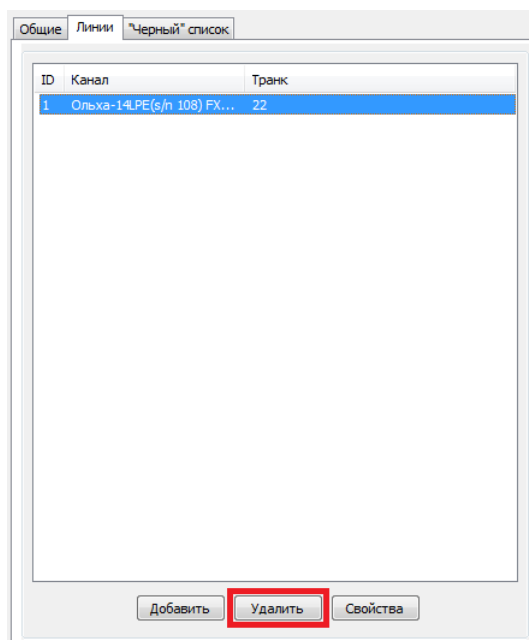 Общие Линии "Черный" список
ID Канал Транк
1 Ольха-14LPE(s/n 108) FX... 22
Добавить Удалить Свойства